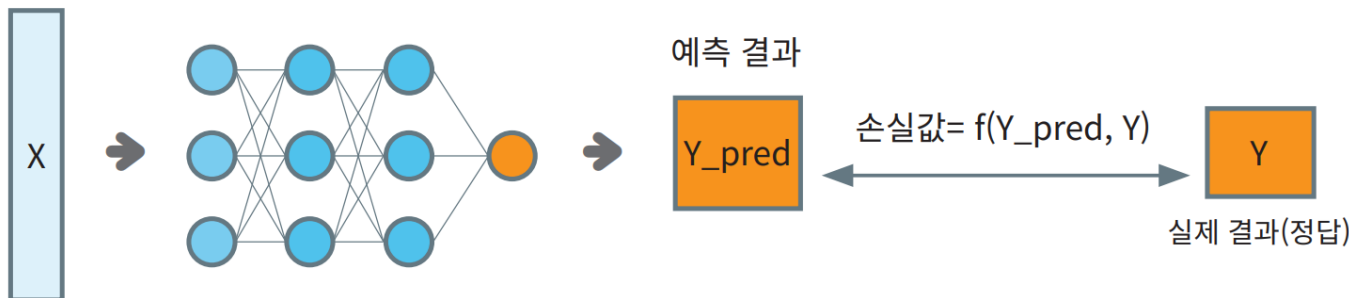 X
예측 결과
Y_pred
손실값= f(Y_pred, Y)
Y
실제 결과(정답)